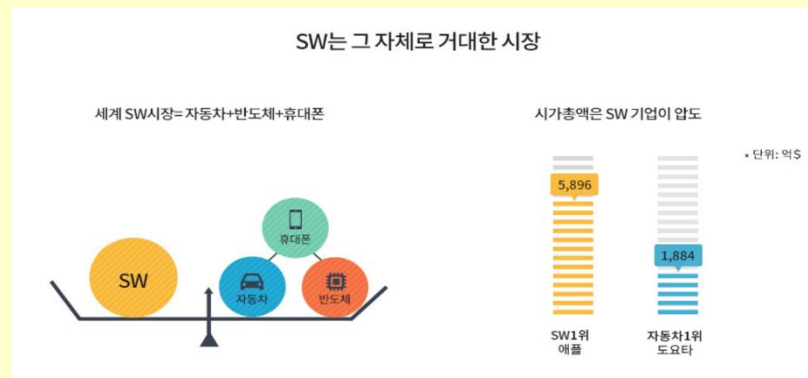 SW는 그 자체로 거대한 시장
세계 SW시장= 자동차+반도체+휴대폰
시가총액은 SW 기업이 압도
• 단위: 억$
5,896
1,884
휴대폰
SW
자동차
반도체
SW1위
애플
자동차1위
도요타